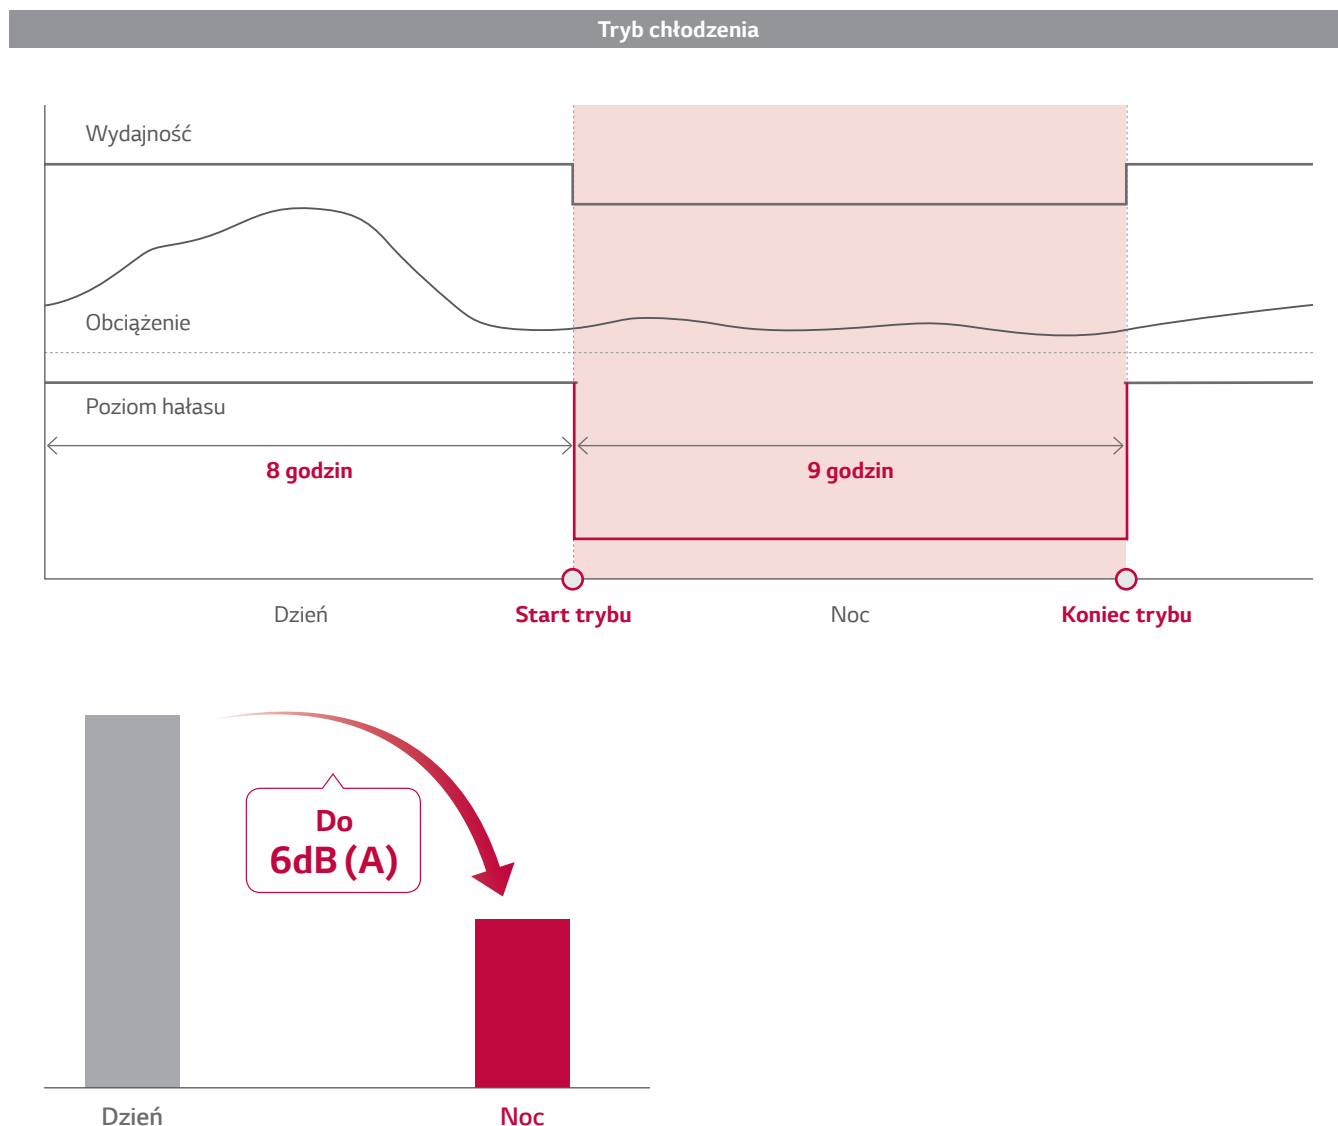 Tryb chłodzenia
Wydajność
Obciążenie
Poziom hałasu
8 godzin
9 godzin
Dzień
Start trybu
Noc
Koniec trybu
Do
6dB (A)
Dzień
Noc